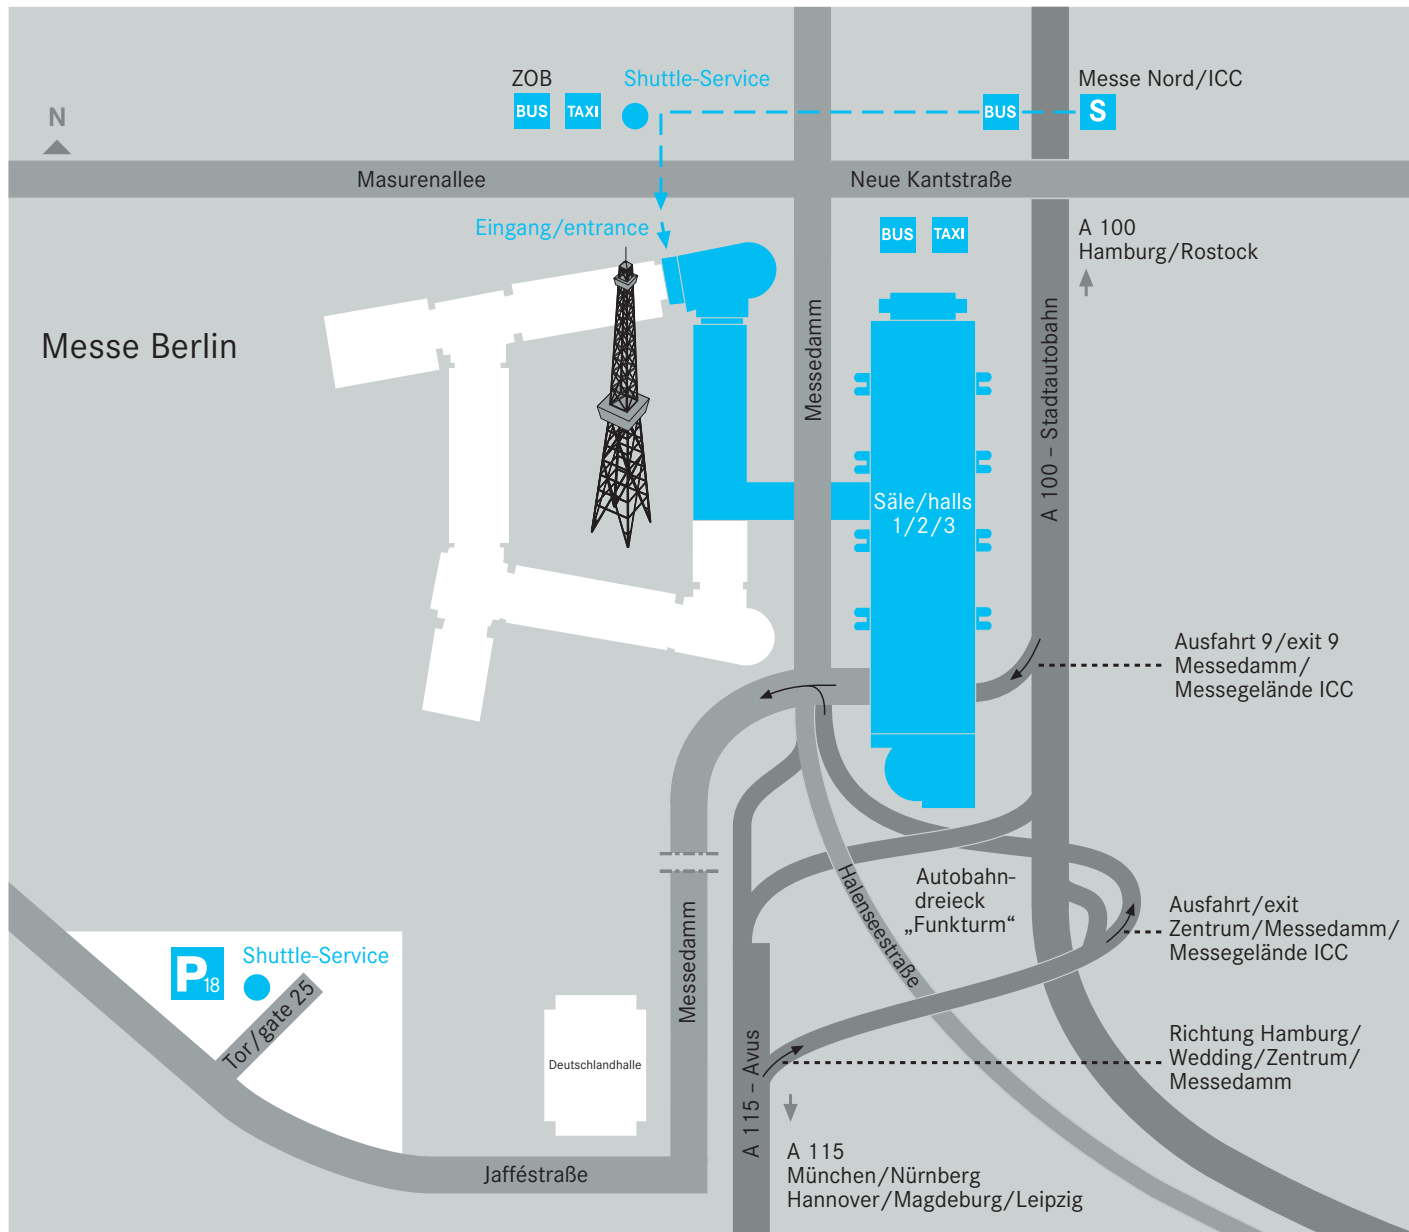 ZOB
BUS
TAXI
Shuttle-Service
BUS
Messe Nord/ICC
S
N
Masurenallee
Neue Kantstraße
Eingang/entrance
BUS
TAXI
A 100
Hamburg/Rostock
Messe Berlin
Messedamm
A 100 – Stadtautobahn
Säle/halls
1/2/3
Ausfahrt 9/exit 9
Messedamm/
Messegelände ICC
Halenseestraße
Autobahn-
dreieck
„Funkturm“
Ausfahrt/exit
Zentrum/Messedamm/
Messegelände ICC
P18
Shuttle-Service
Tor/gate 25
Messedamm
Deutschlandhalle
A 115 – Avus
Richtung Hamburg/
Wedding/Zentrum/
Messedamm
A 115
München/Nürnberg
Hannover/Magdeburg/Leipzig
Jafféstraße